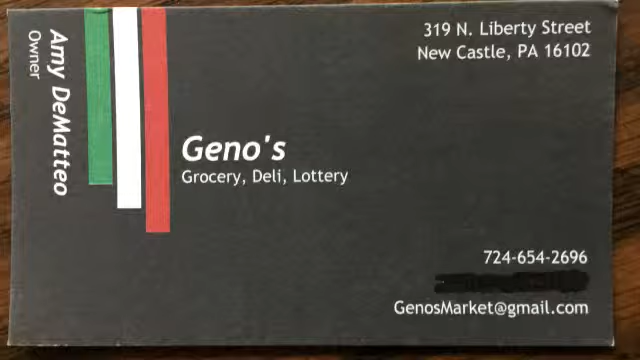 Amy DeMatteo
Owner
319 N. Liberty Street
New Castle, PA 16102
Geno's
Grocery, Deli, Lottery
724-654-2696
GenosMarket@gmail.com